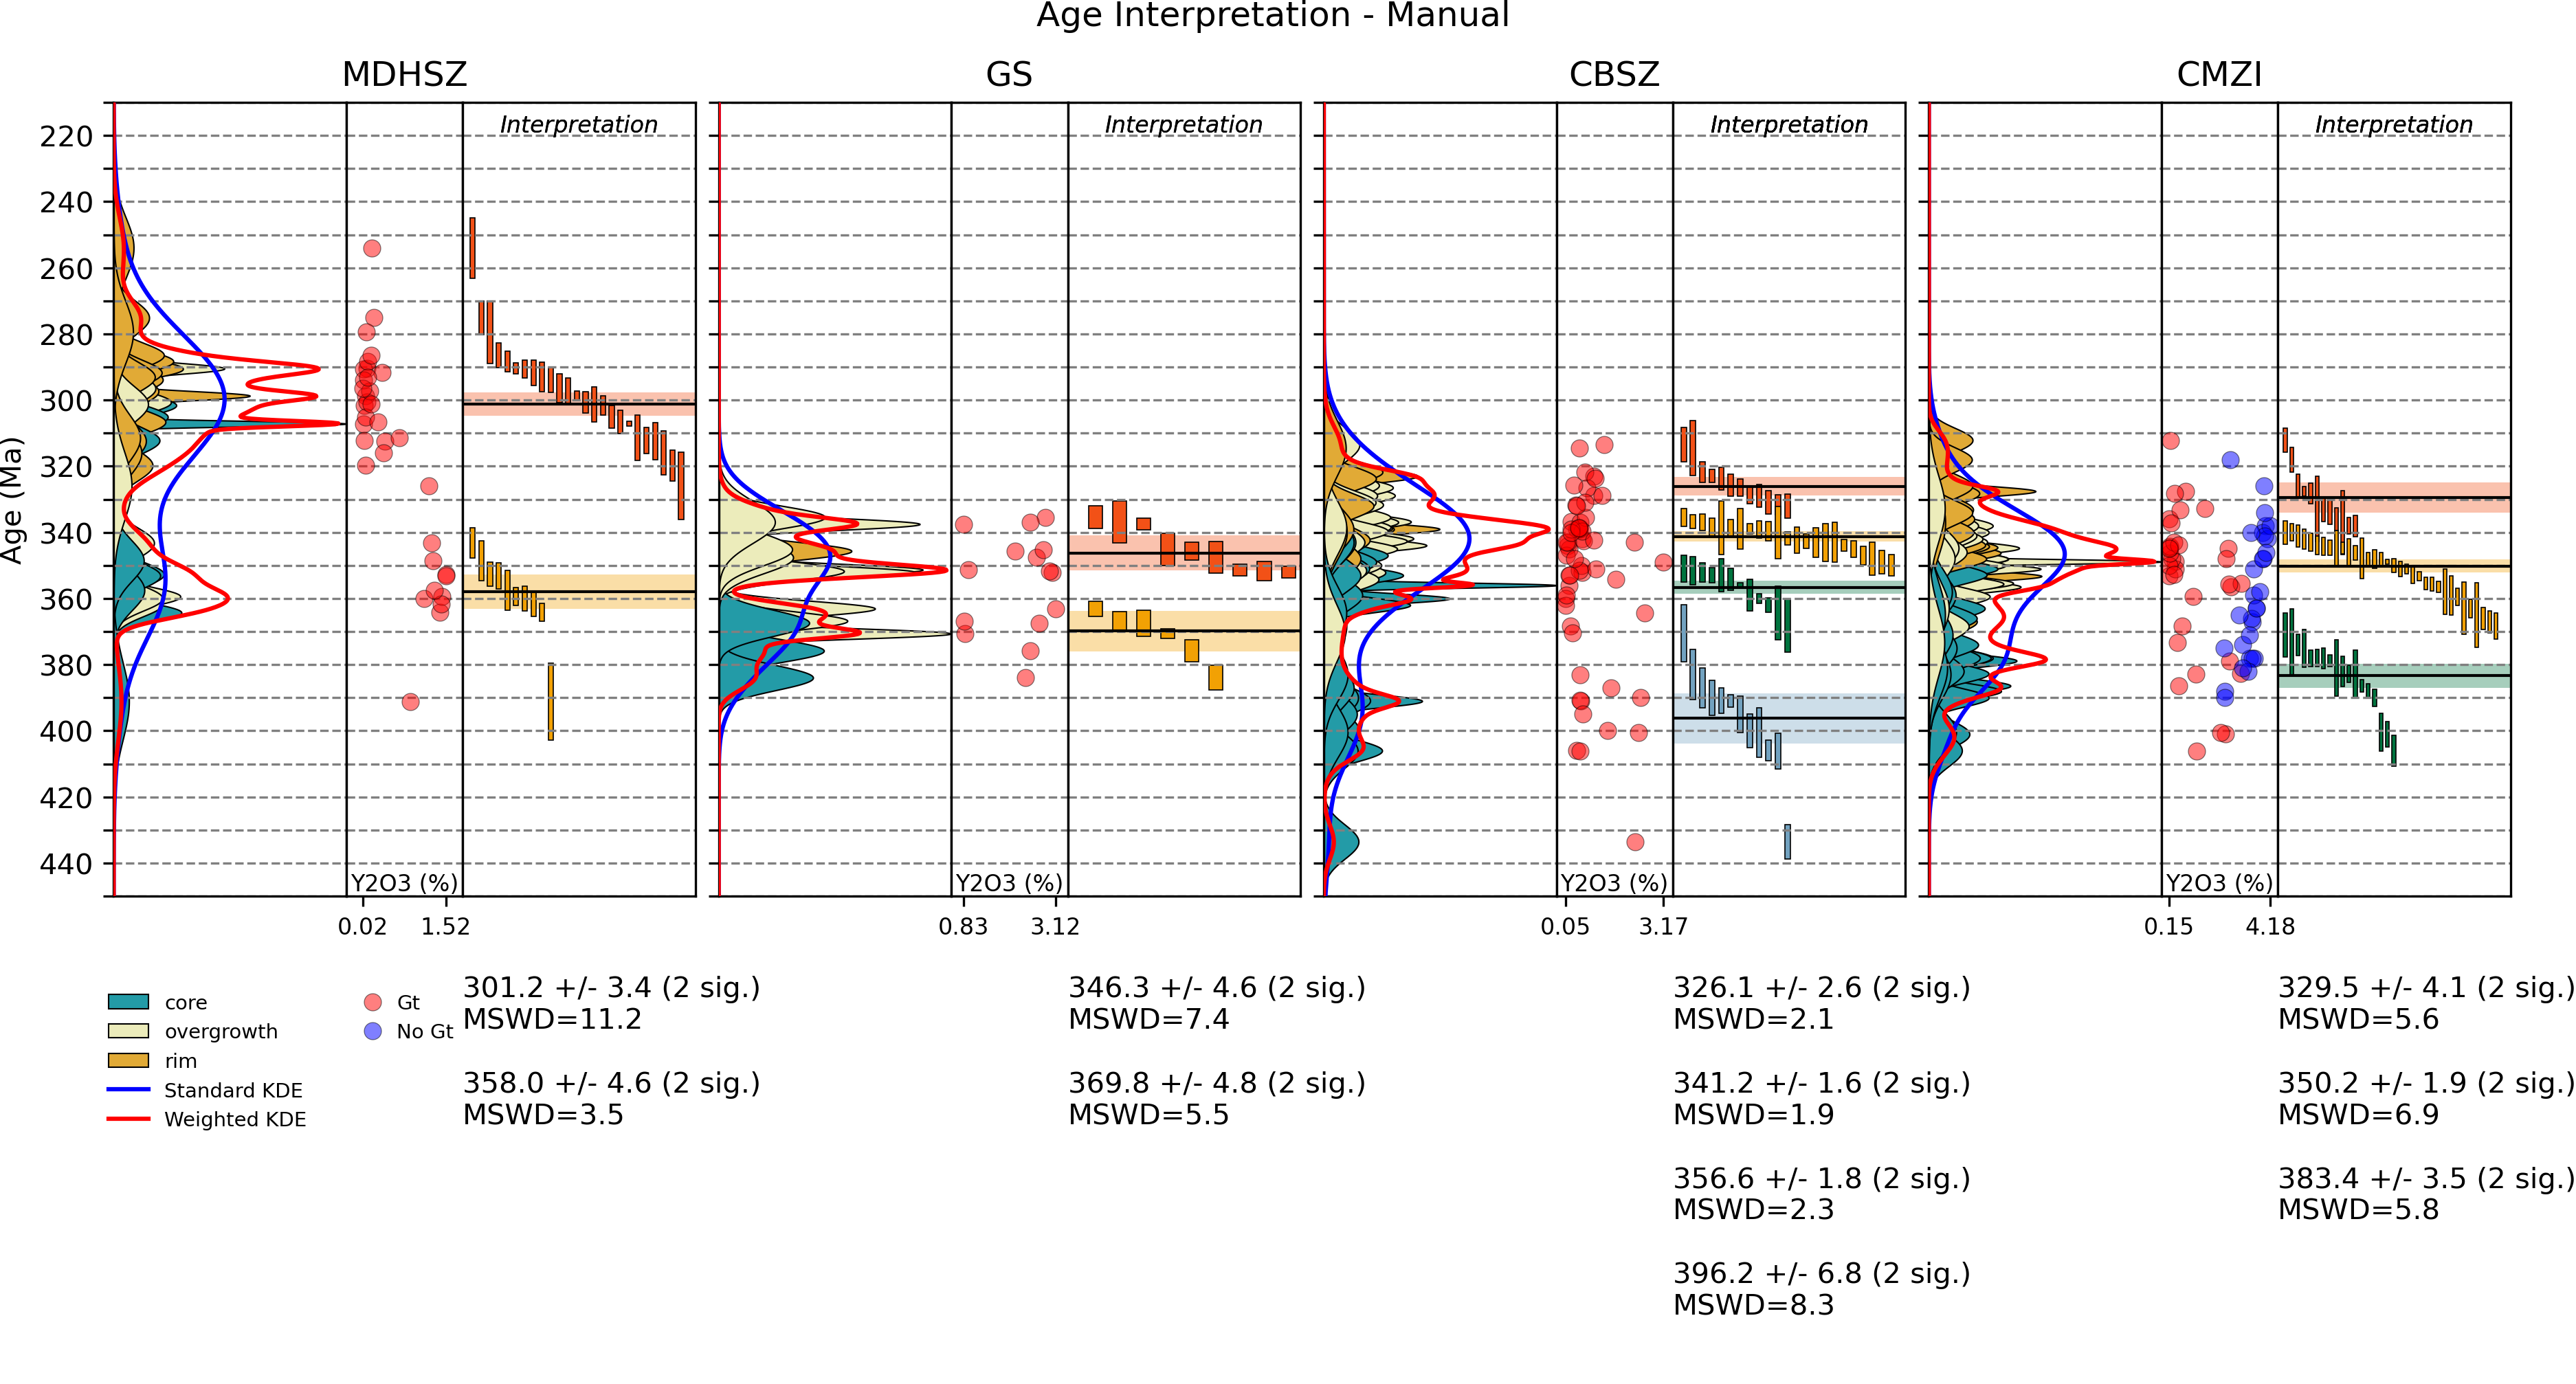 Age Interpretation - Manual
MDHSZ
GS
CBSZ
CMZI
Interpretation
Interpretation
Interpretation
Interpretation
Age (Ma)
220
240
260
280
300
320
340
360
380
400
420
440
Y2O3 (%)
Y2O3 (%)
Y2O3 (%)
Y2O3 (%)
0.02 1.52
0.83 3.12
0.05 3.17
0.15 4.18
core
overgrowth
rim
Standard KDE
Weighted KDE
Gt
No Gt
301.2 +/- 3.4 (2 sig.)
MSWD=11.2
358.0 +/- 4.6 (2 sig.)
MSWD=3.5
346.3 +/- 4.6 (2 sig.)
MSWD=7.4
369.8 +/- 4.8 (2 sig.)
MSWD=5.5
326.1 +/- 2.6 (2 sig.)
MSWD=2.1
341.2 +/- 1.6 (2 sig.)
MSWD=1.9
356.6 +/- 1.8 (2 sig.)
MSWD=2.3
396.2 +/- 6.8 (2 sig.)
MSWD=8.3
329.5 +/- 4.1 (2 sig.)
MSWD=5.6
350.2 +/- 1.9 (2 sig.)
MSWD=6.9
383.4 +/- 3.5 (2 sig.)
MSWD=5.8